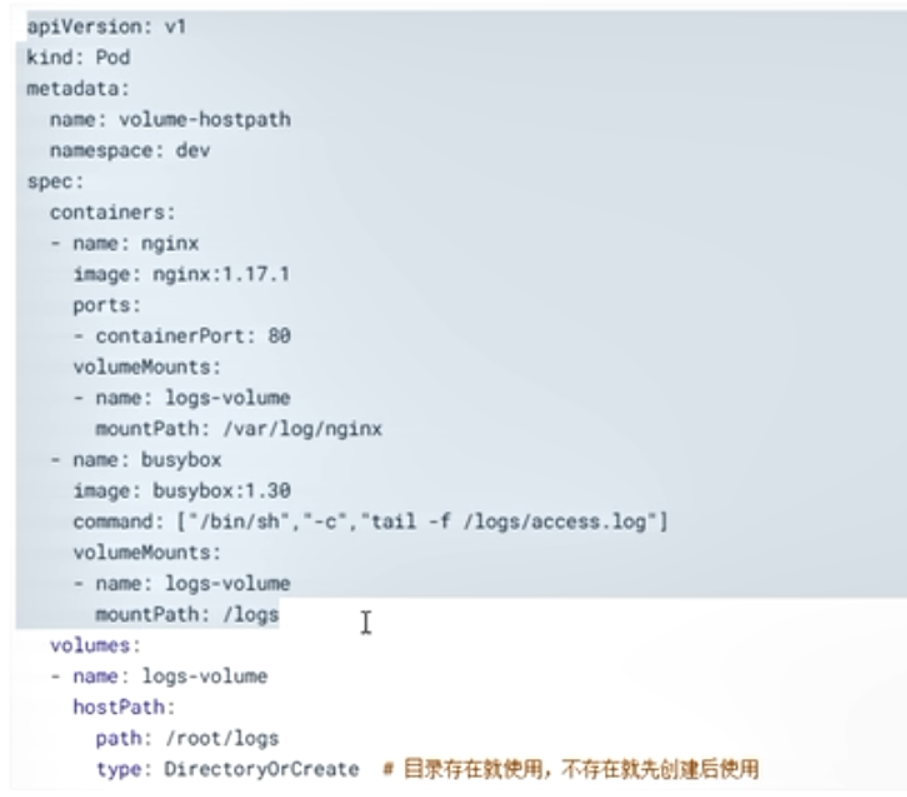 apiVersion: v1
kind: Pod
metadata:
  name: volume-hostpath
  namespace: dev
spec:
  containers:
  - name: nginx
    image: nginx:1.17.1
    ports:
    - containerPort: 80
    volumeMounts:
    - name: logs-volume
      mountPath: /var/log/nginx
  - name: busybox
    image: busybox:1.30
    command: ["/bin/sh","-c","tail -f /logs/access.log"]
    volumeMounts:
    - name: logs-volume
      mountPath: /logs
  volumes:
  - name: logs-volume
    hostPath:
      path: /root/logs
      type: DirectoryOrCreate  # 目录存在就使用，不存在就先创建后使用